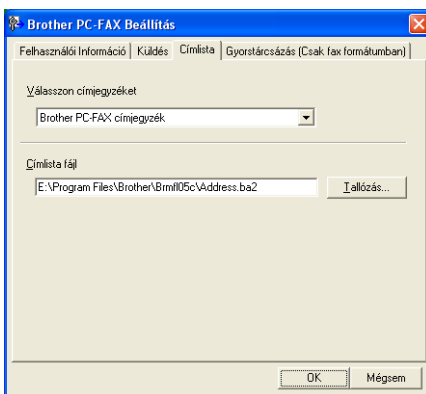 Brother PC-FAX Beállítás
Felhasználói Információ Küldés Címlista Gyorstárcsázás (Csak fax formátumban)
Válasszon címjegyzéket
Brother PC-FAX címjegyzék
Címlista fájl
E:\Program Files\Brother\Brmfl05c\Address.ba2 Tallózás...
OK Mégsem